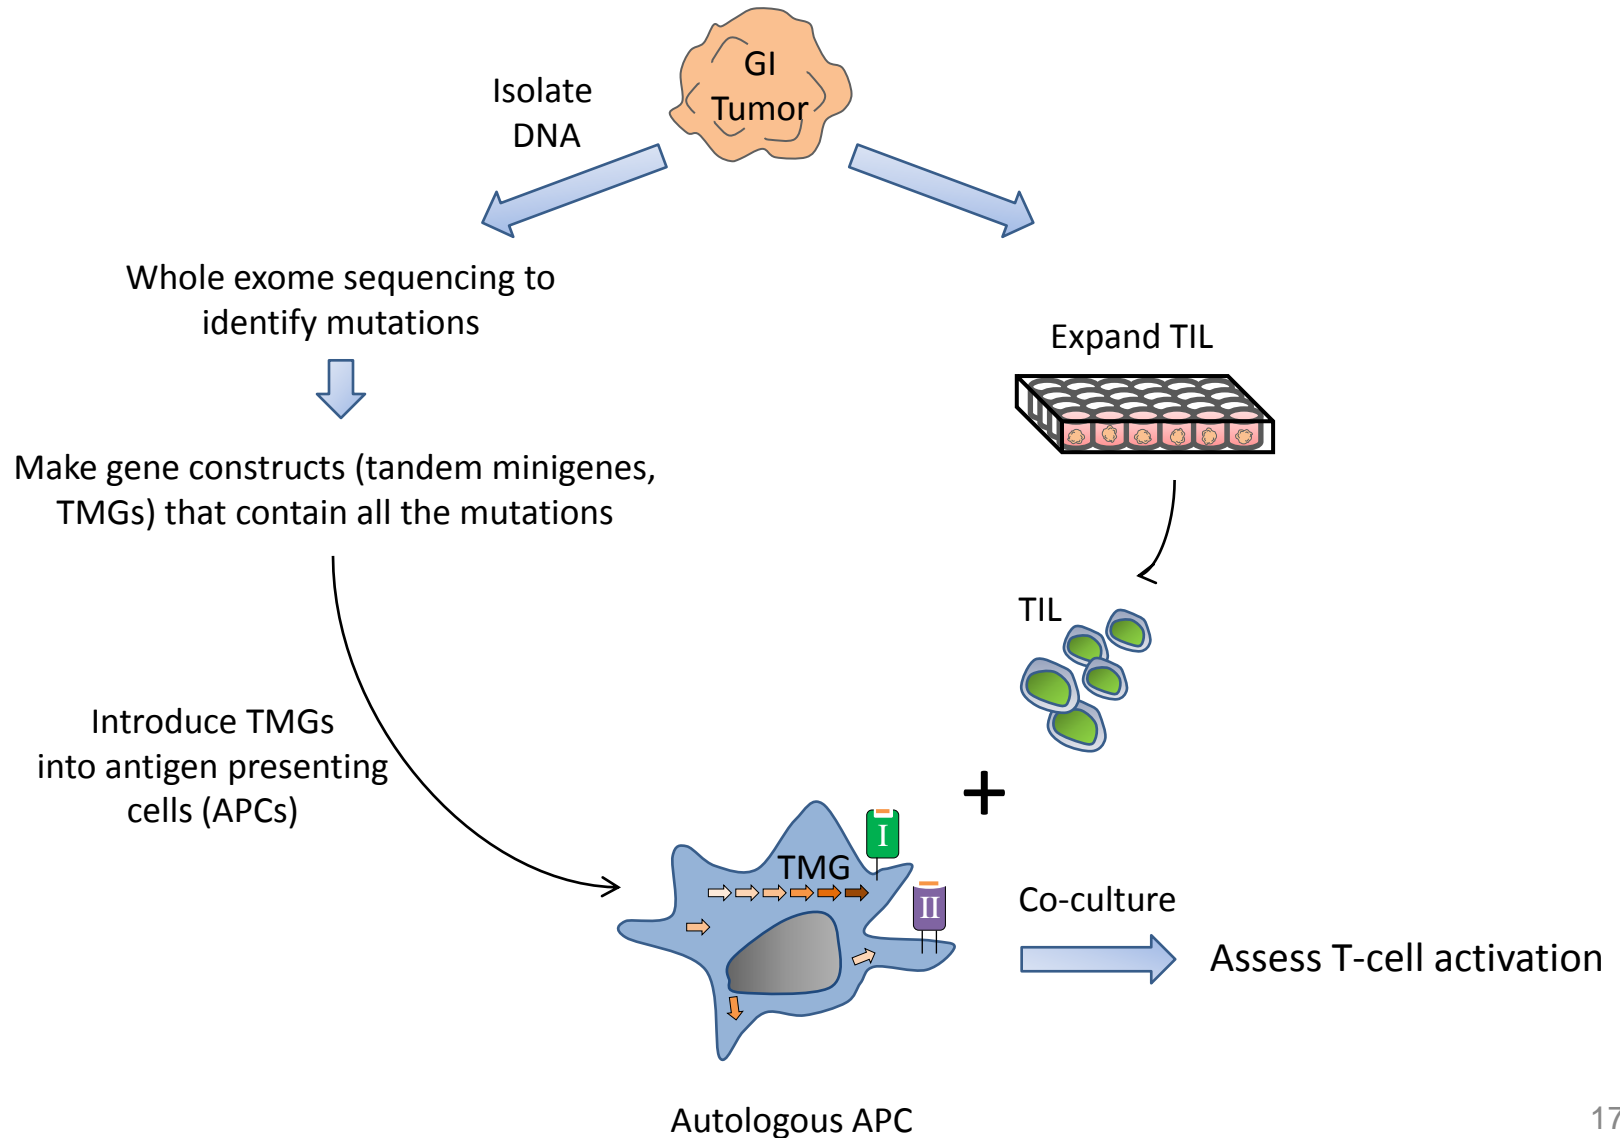 GI
Tumor
Isolate
DNA
Whole exome sequencing to
identify mutations
Expand TIL
Make gene constructs (tandem minigenes,
TMGs) that contain all the mutations
TIL
Introduce TMGs
into antigen presenting
cells (APCs)
+
I
TMG
II
Co-culture
Assess T-cell activation
Autologous APC
17